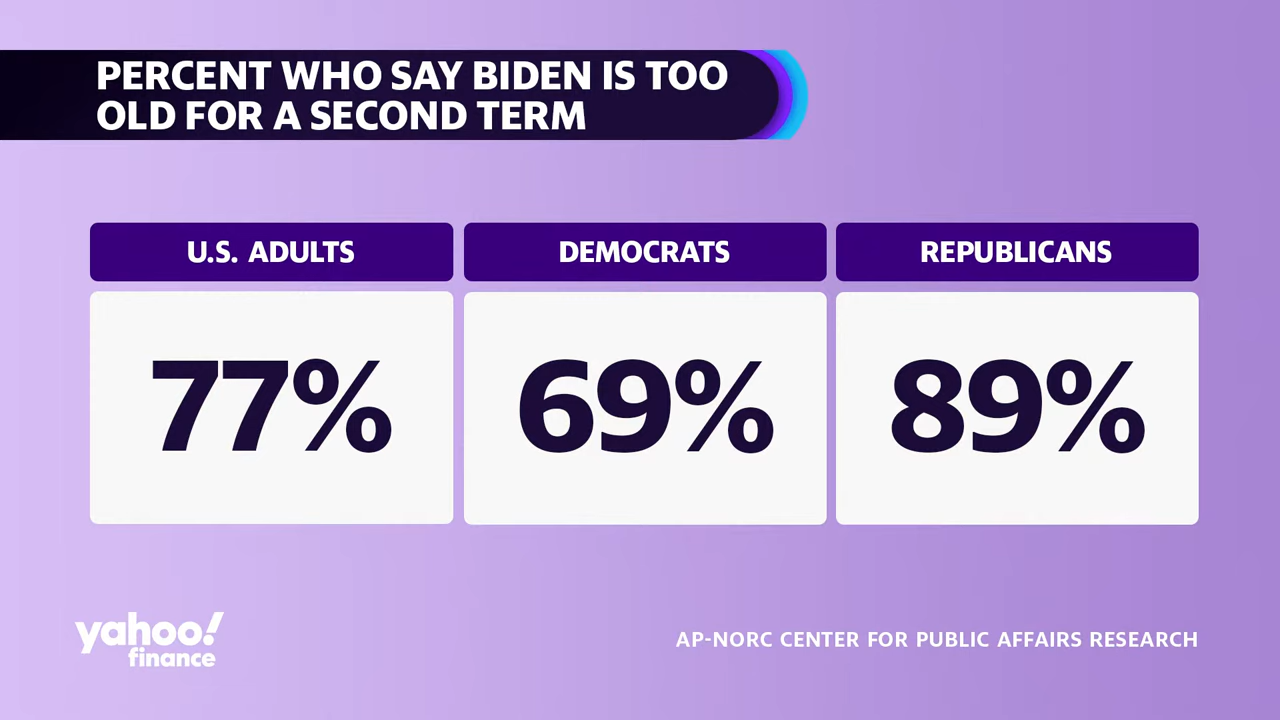 PERCENT WHO SAY BIDEN IS TOO
OLD FOR A SECOND TERM
U.S. ADULTS
DEMOCRATS
REPUBLICANS
77%
69%
89%
yahoo!
finance
AP-NORC CENTER FOR PUBLIC AFFAIRS RESEARCH